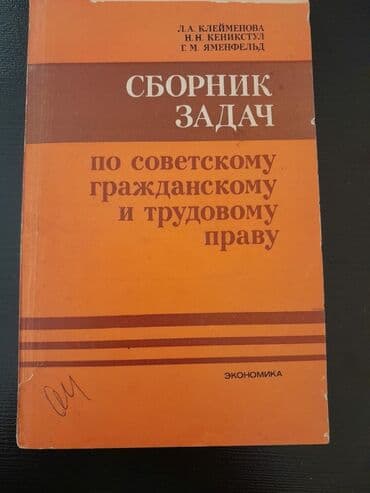 Л.А. КЛЕЙМЕНОВА
Н.Н. КЕНИКСТУЛ
Г.М. ЯМЕНФЕЛЬД
СБОРНИК
ЗАДАЧ
по советскому
гражданскому
и трудовому
праву
ЭКОНОМИКА